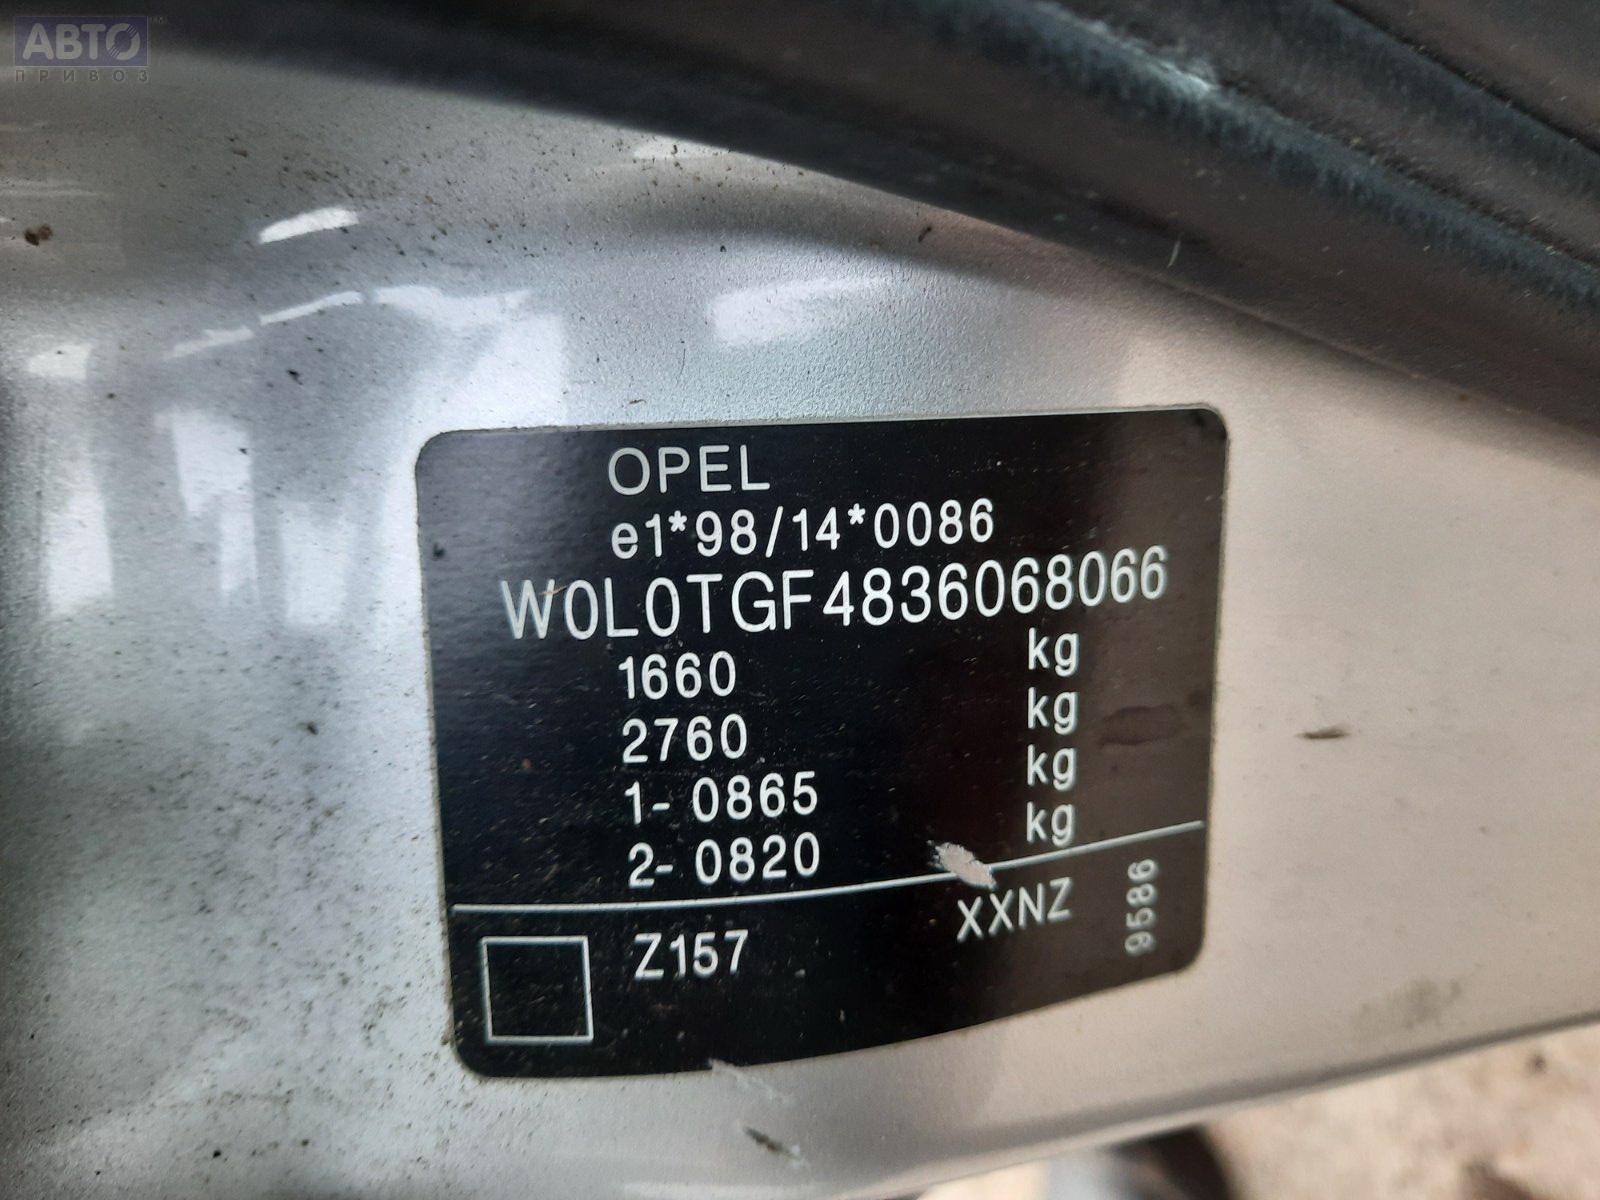 АВТО
ПРИВОЗ
OPEL
e1*98/14*0086
W0L0TGF4836068066
1660 kg
2760 kg
1- 0865 kg
2- 0820 kg
Z157 XXNZ 9586